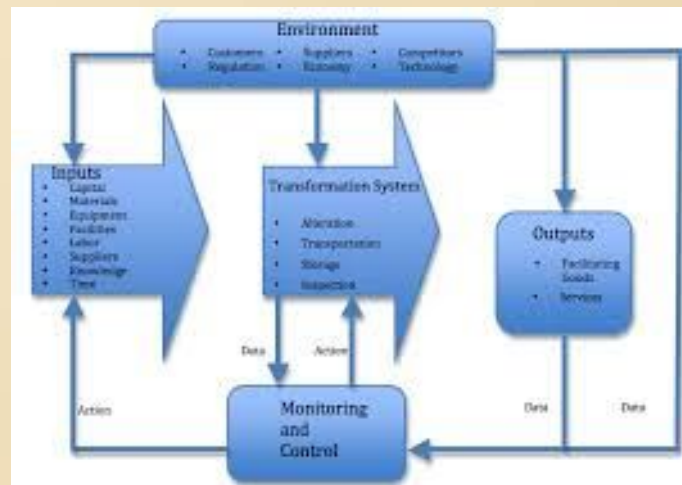 Environment
• Customers • Suppliers • Competitors
• Regulation • Economy • Technology
Inputs
• Capital
• Materials
• Equipment
• Facilities
• Labor
• Suppliers
• Knowledge
• Time
Transformation System
• Alteration
• Transportation
• Storage
• Inspection
Outputs
• Facilitating
Goods
• Services
Data
Action
Action
Data
Data
Monitoring
and
Control